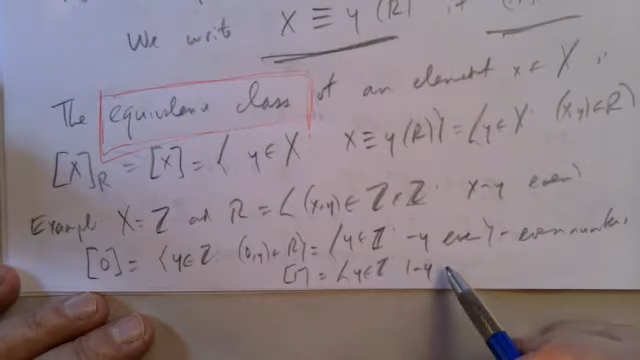 We write x ≡ y (R) if
The equivalence class of an element x ∈ X is
[x]_R = [x] = { y ∈ X : x ≡ y (R) } = { y ∈ X : (x,y) ∈ R }
Example: X = ℤ and R = { (x,y) ∈ ℤ × ℤ : x-y even }
[0] = { y ∈ ℤ : (0,y) ∈ R } = { y ∈ ℤ : -y even } = even numbers
[1] = { y ∈ ℤ 1-y